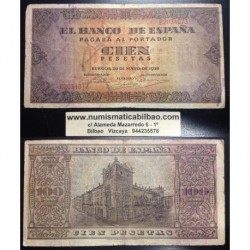 EL BANCO DE ESPAÑA
PAGARÁ AL PORTADOR
CIEN
PESETAS
www.numismaticabilbao.com
c/ Alameda Mazarredo 6 - 1º
Bilbao Vizcaya 944235876
BANCO DE ESPAÑA
100
100
CIEN PESETAS